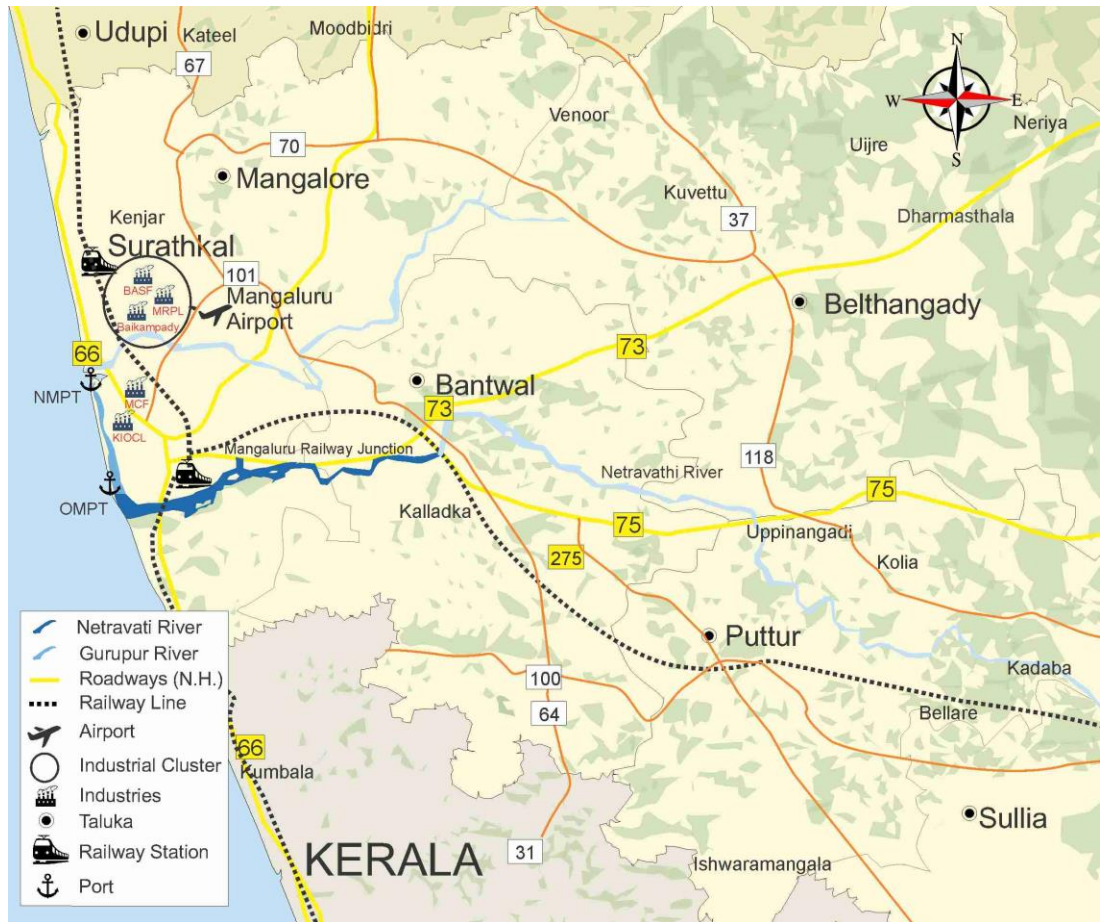 Udupi
Kateel
Moodbidri
67
N
W
E
S
Venoor
Neriya
70
Uijre
Mangalore
Kuvettu
37
Dharmasthala
Kenjar
Surathkal
101
BASF
MRPL
Baikampady
Mangaluru
Airport
Belthangady
66
73
NMPT
MCF
KIOCL
Bantwal
73
Mangaluru Railway Junction
118
Netravathi River
75
OMPT
Kalladka
75
Uppinangadi
275
Kolia
Puttur
Kadaba
100
64
Bellare
66
Kumbala
Sullia
31
KERALA
Ishwaramangala
Netravati River
Gurupur River
Roadways (N.H.)
Railway Line
Airport
Industrial Cluster
Industries
Taluka
Railway Station
Port